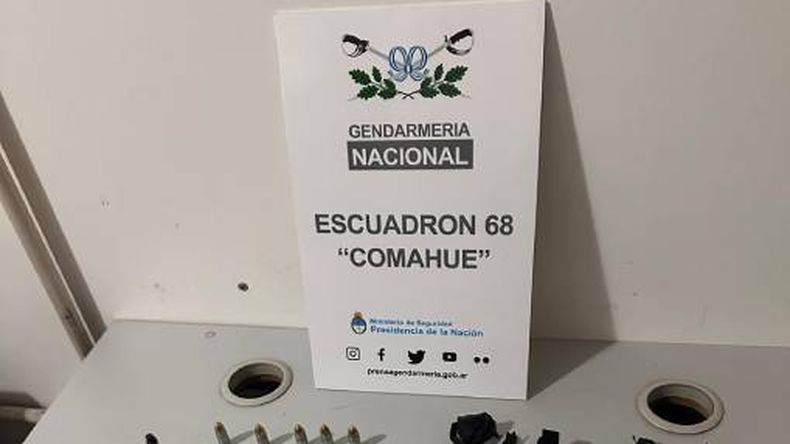 GENDARMERIA
NACIONAL
ESCUADRON 68
“COMAHUE”
Ministerio de Seguridad
Presidencia de la Nación
prensagendarmeria.gob.ar